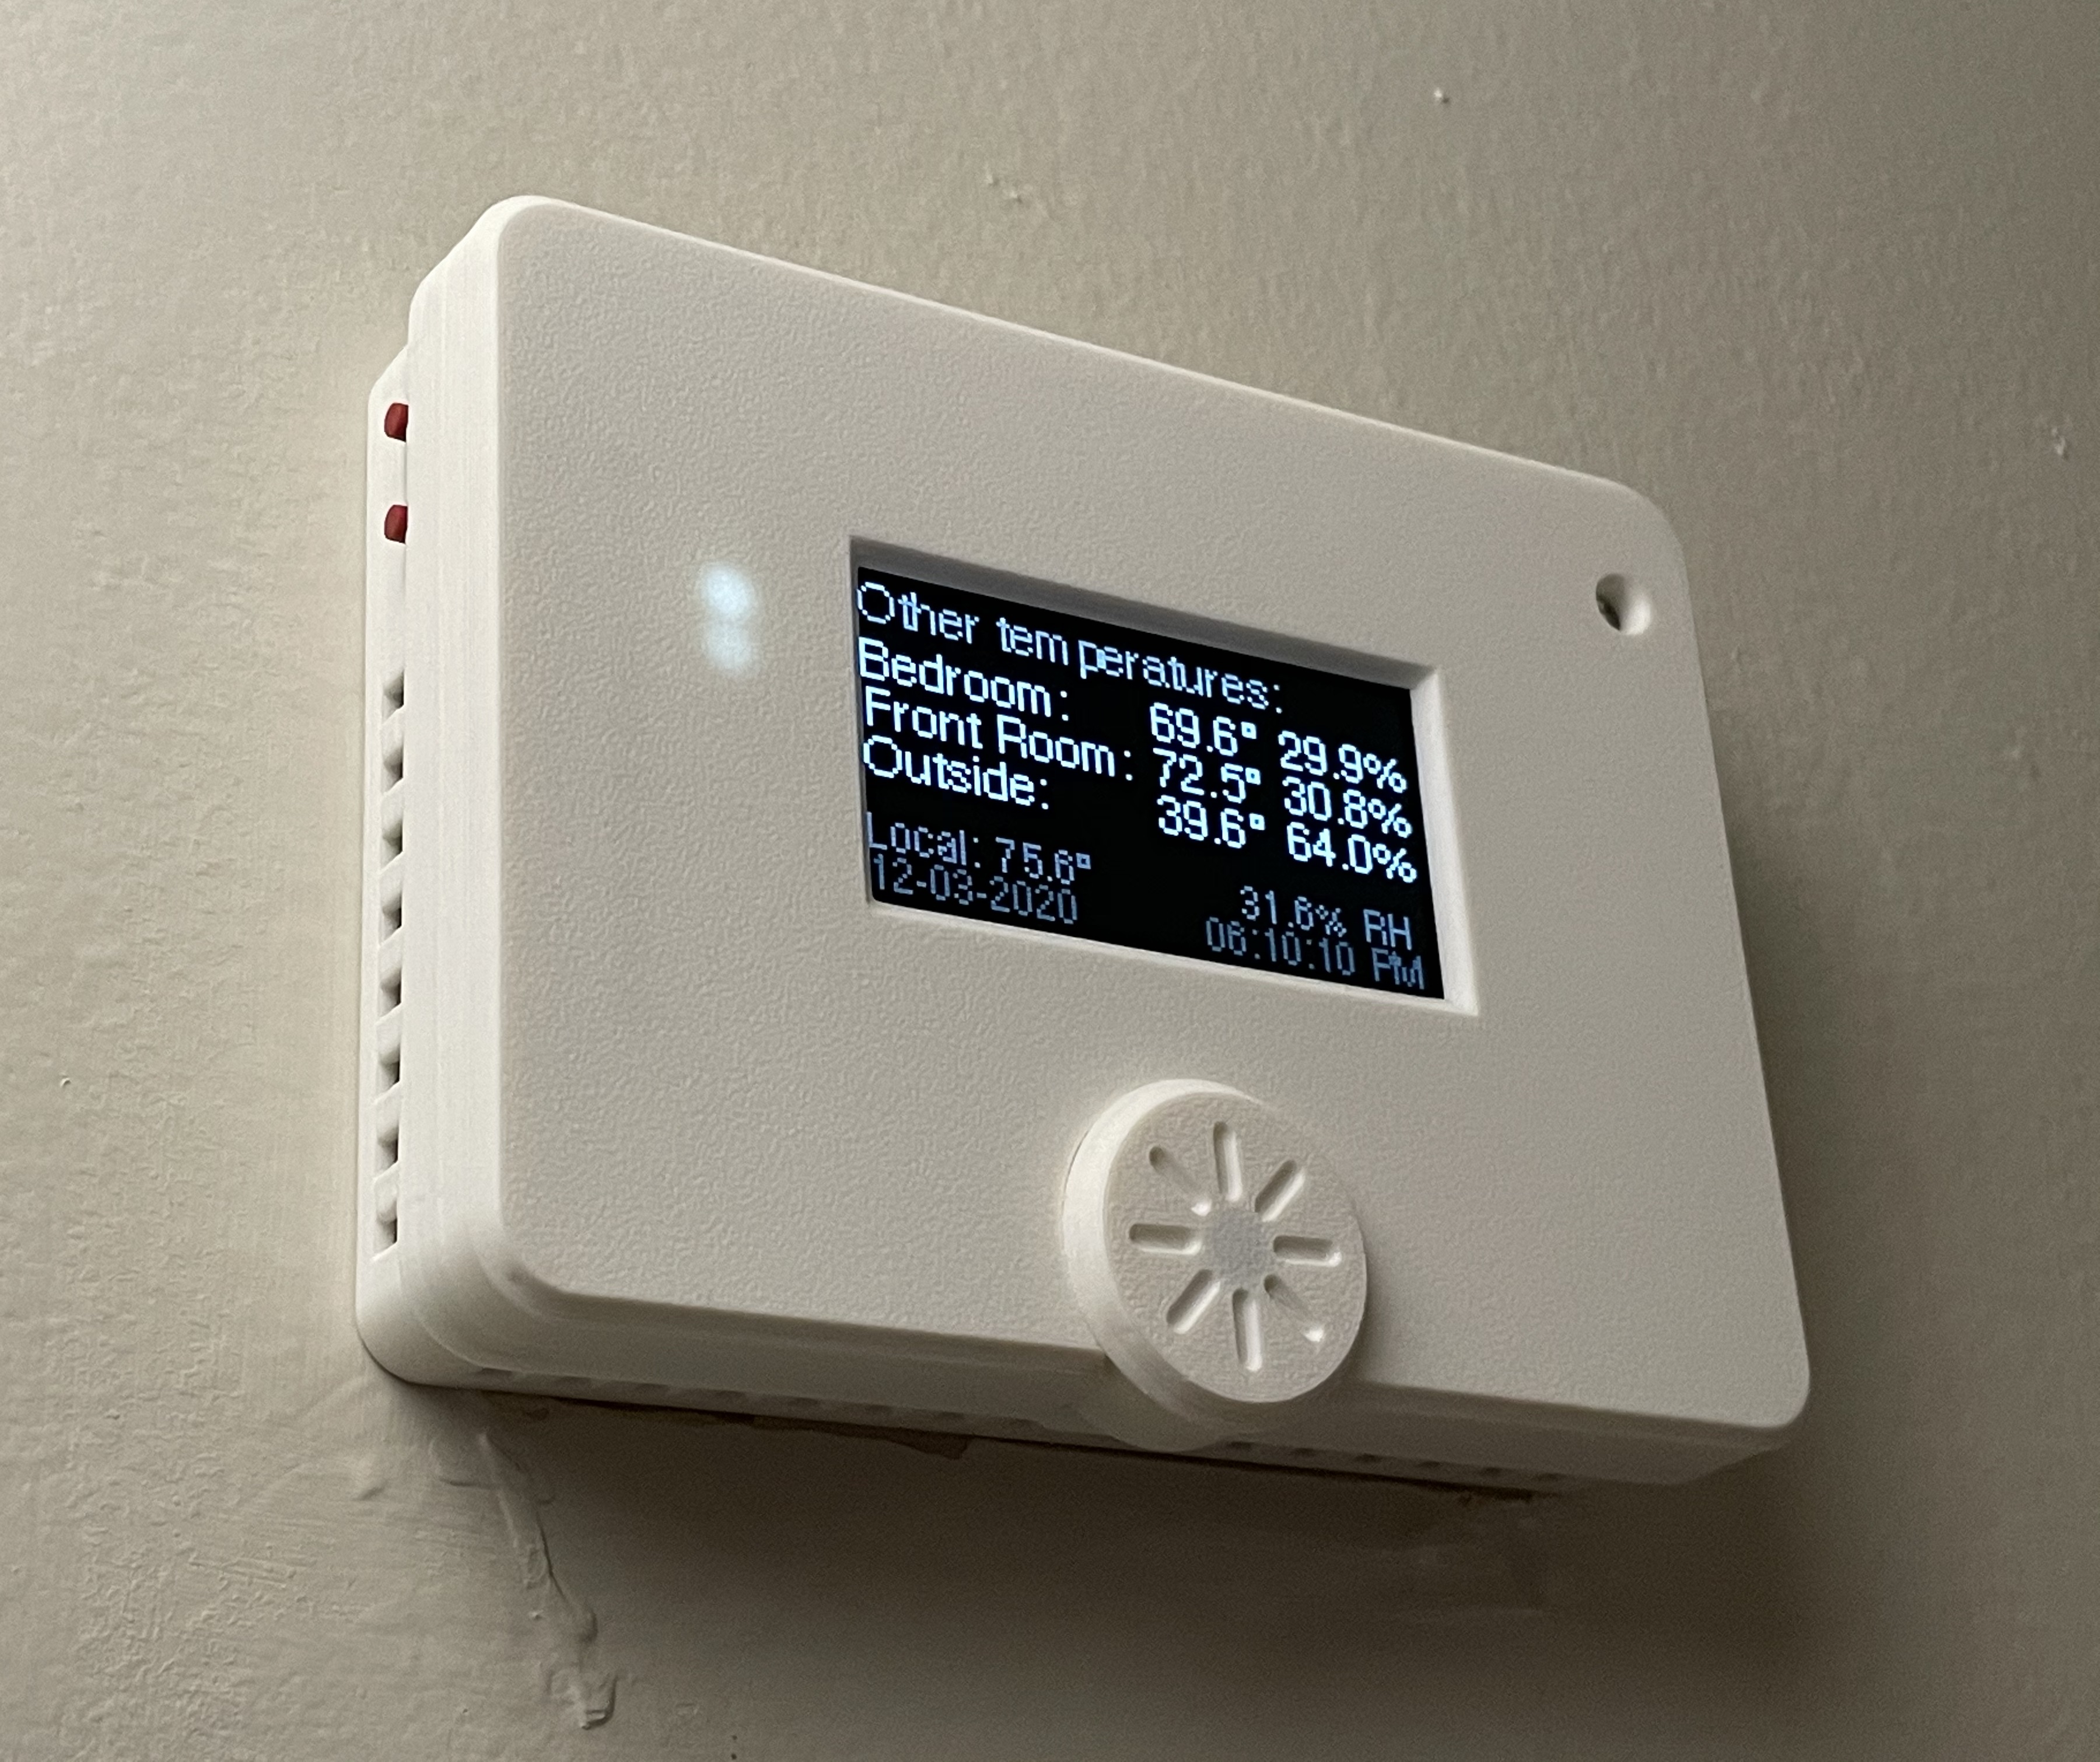 Other temperatures:
Bedroom: 69.6° 29.9%
Front Room: 72.5° 30.8%
Outside: 39.6° 64.0%
Local: 75.6° 31.6% RH
12-03-2020 06:10:10 PM